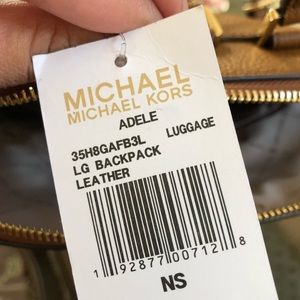 MICHAEL
MICHAEL KORS
ADELE
35H8GAFB3L LUGGAGE
LG BACKPACK
LEATHER
1 92877 00712 8
NS